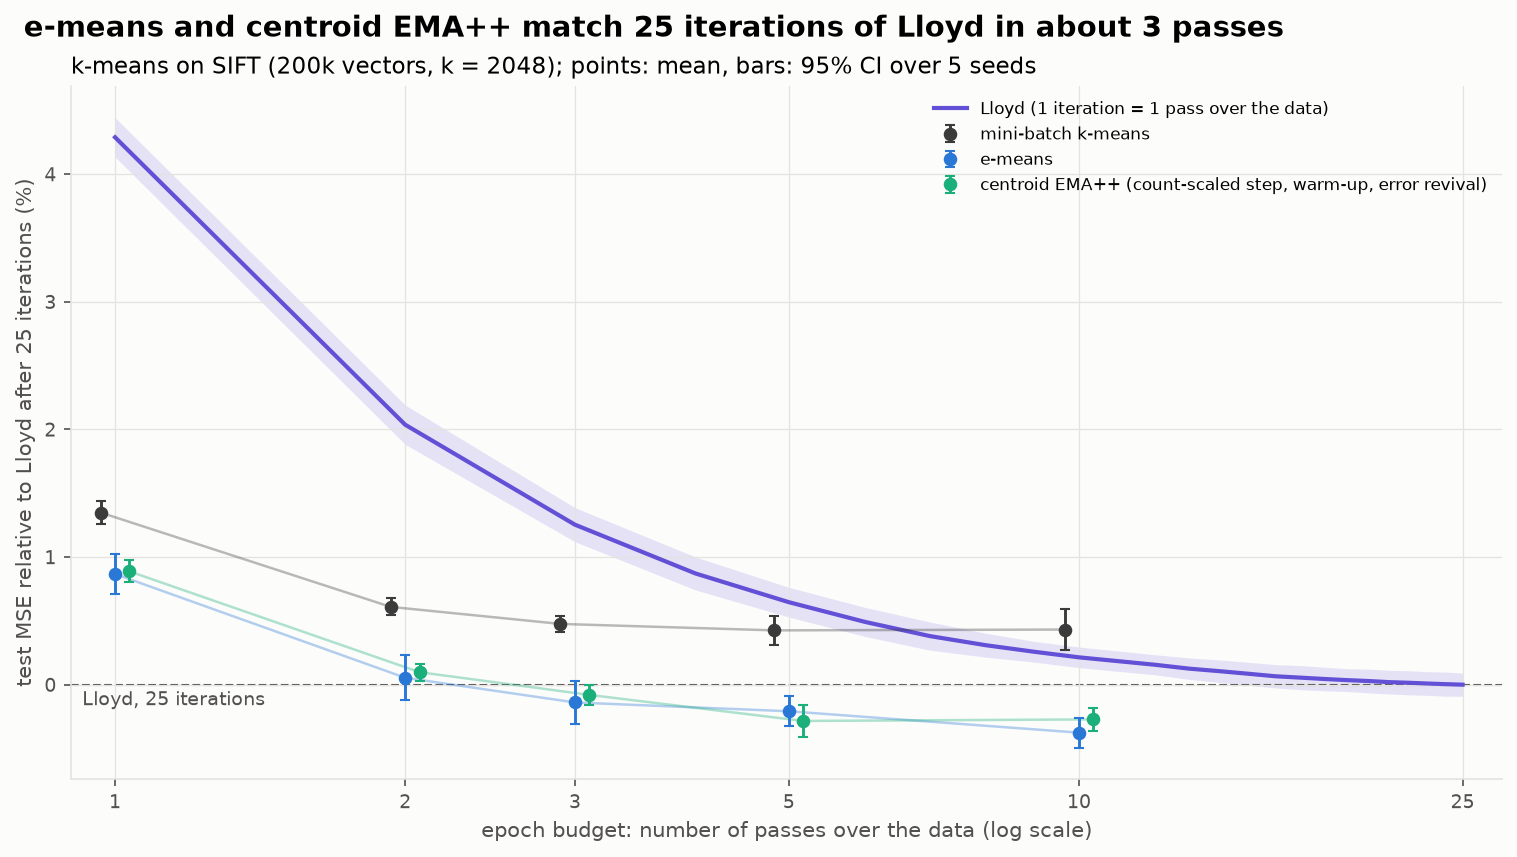 e-means and centroid EMA++ match 25 iterations of Lloyd in about 3 passes
k-means on SIFT (200k vectors, k = 2048); points: mean, bars: 95% CI over 5 seeds
Lloyd (1 iteration = 1 pass over the data)
mini-batch k-means
e-means
centroid EMA++ (count-scaled step, warm-up, error revival)
test MSE relative to Lloyd after 25 iterations (%)
4
3
2
1
0
Lloyd, 25 iterations
1 2 3 5 10 25
epoch budget: number of passes over the data (log scale)